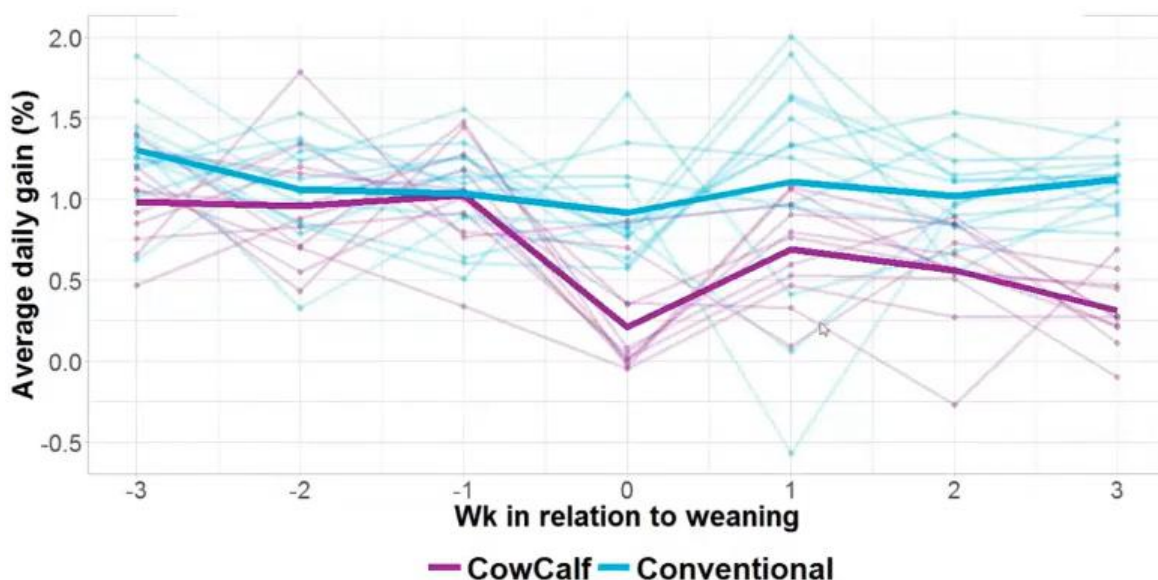 2.0
1.5
1.0
0.5
0.0
-0.5
Average daily gain (%)
-3 -2 -1 0 1 2 3
Wk in relation to weaning
CowCalf Conventional